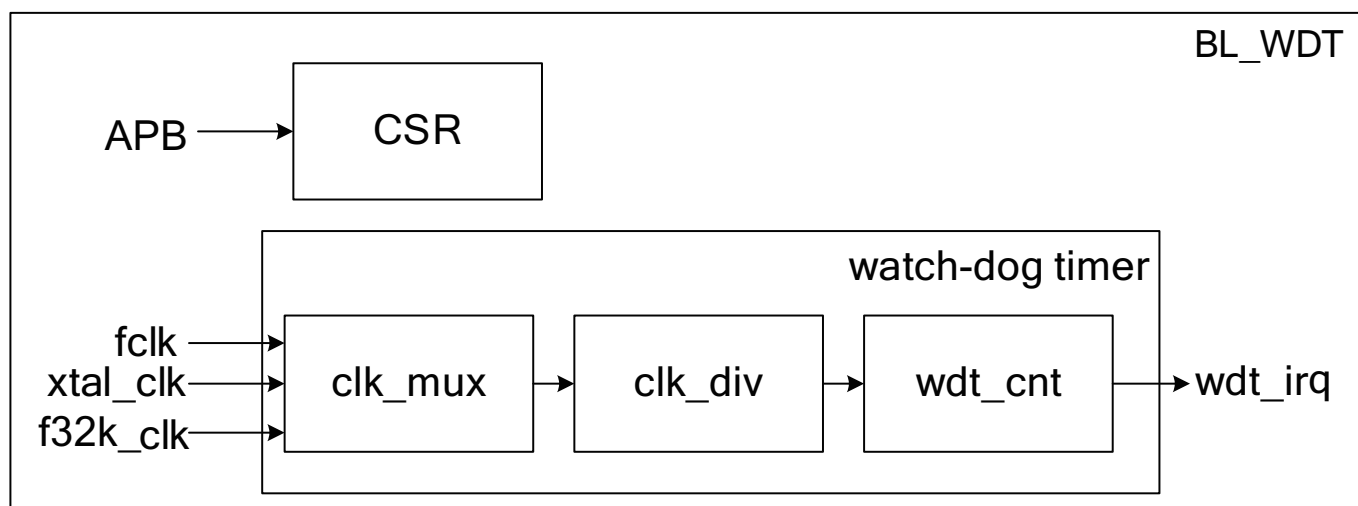 BL_WDT
APB
CSR
watch-dog timer
fclk
xtal_clk
f32k_clk
clk_mux
clk_div
wdt_cnt
wdt_irq